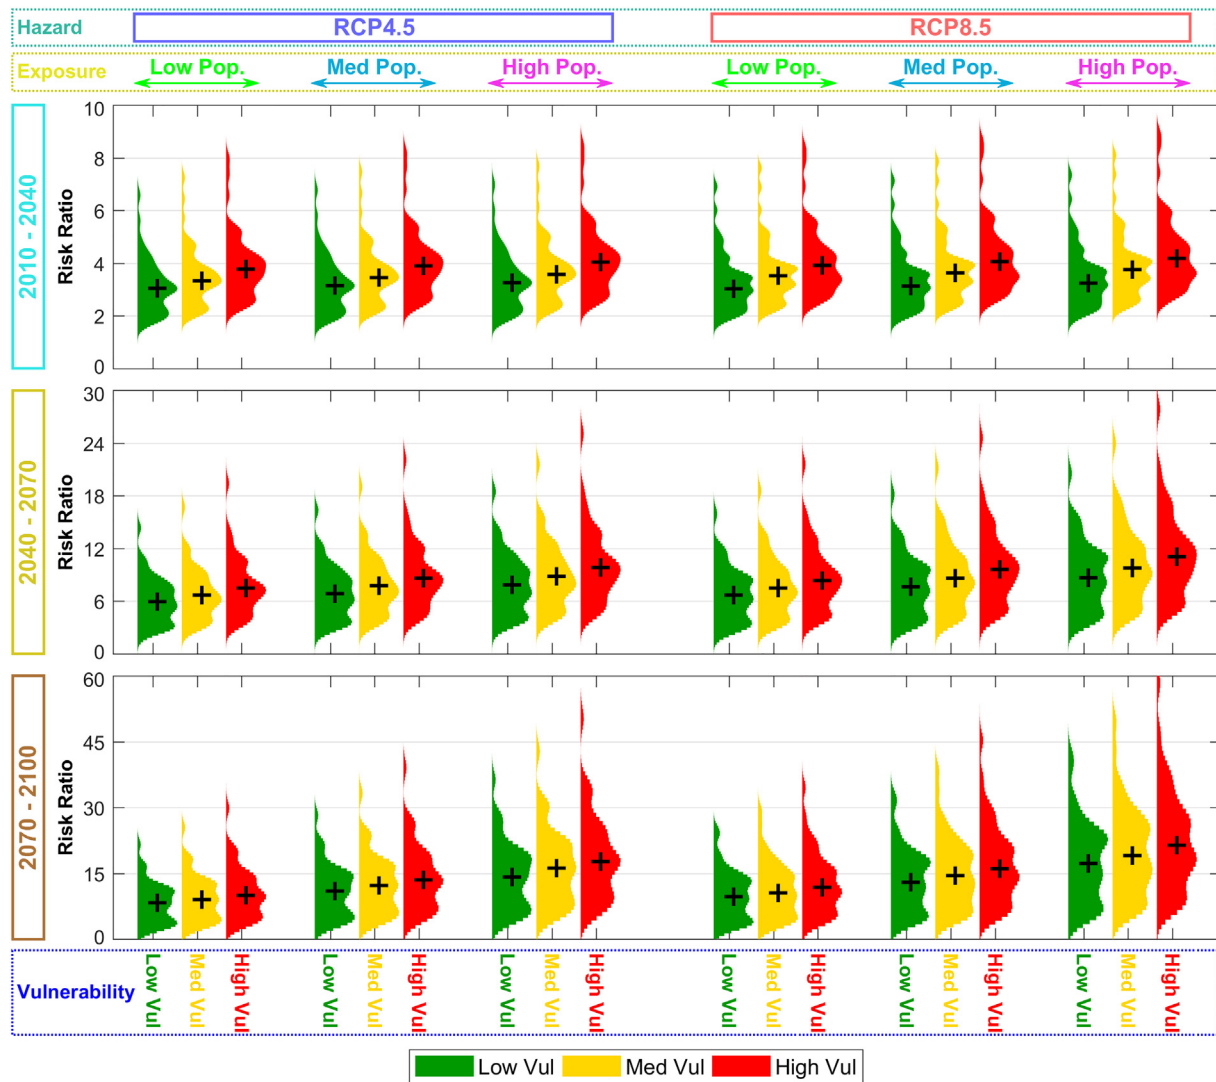 Hazard RCP4.5 RCP8.5
Exposure Low Pop. Med Pop. High Pop. Low Pop. Med Pop. High Pop.
2010 - 2040
Risk Ratio
10
8
6
4
2
0
2040 - 2070
Risk Ratio
30
24
18
12
6
0
2070 - 2100
Risk Ratio
60
45
30
15
0
Vulnerability
Low Vul
Med Vul
High Vul
Low Vul
Med Vul
High Vul
Low Vul
Med Vul
High Vul
Low Vul
Med Vul
High Vul
Low Vul
Med Vul
High Vul
Low Vul
Med Vul
High Vul
Low Vul Med Vul High Vul